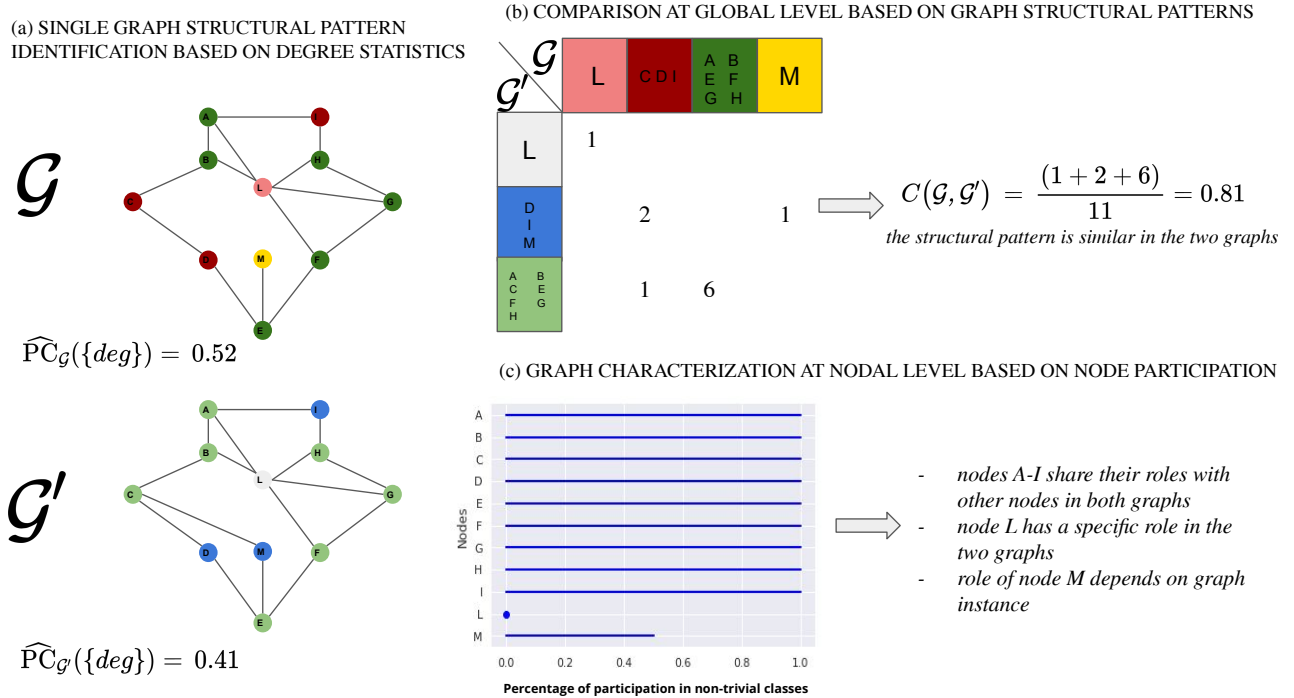 (a) SINGLE GRAPH STRUCTURAL PATTERN
IDENTIFICATION BASED ON DEGREE STATISTICS
𝒢
A
I
B
H
L
C
G
D
M
F
E
P̂C_𝒢({deg}) = 0.52
𝒢′
A
I
B
H
L
C
G
D
M
F
E
P̂C_𝒢′({deg}) = 0.41
(b) COMPARISON AT GLOBAL LEVEL BASED ON GRAPH STRUCTURAL PATTERNS
𝒢
𝒢′
L
C D I
A B
E F
G H
M
L
1
D
I
M
2
1
A B
C E
F G
H
1
6
C(𝒢, 𝒢′) = (1 + 2 + 6) / 11 = 0.81
the structural pattern is similar in the two graphs
(c) GRAPH CHARACTERIZATION AT NODAL LEVEL BASED ON NODE PARTICIPATION
Nodes
A
B
C
D
E
F
G
H
I
L
M
0.0 0.2 0.4 0.6 0.8 1.0
Percentage of participation in non-trivial classes
- nodes A-I share their roles with
other nodes in both graphs
- node L has a specific role in the
two graphs
- role of node M depends on graph
instance